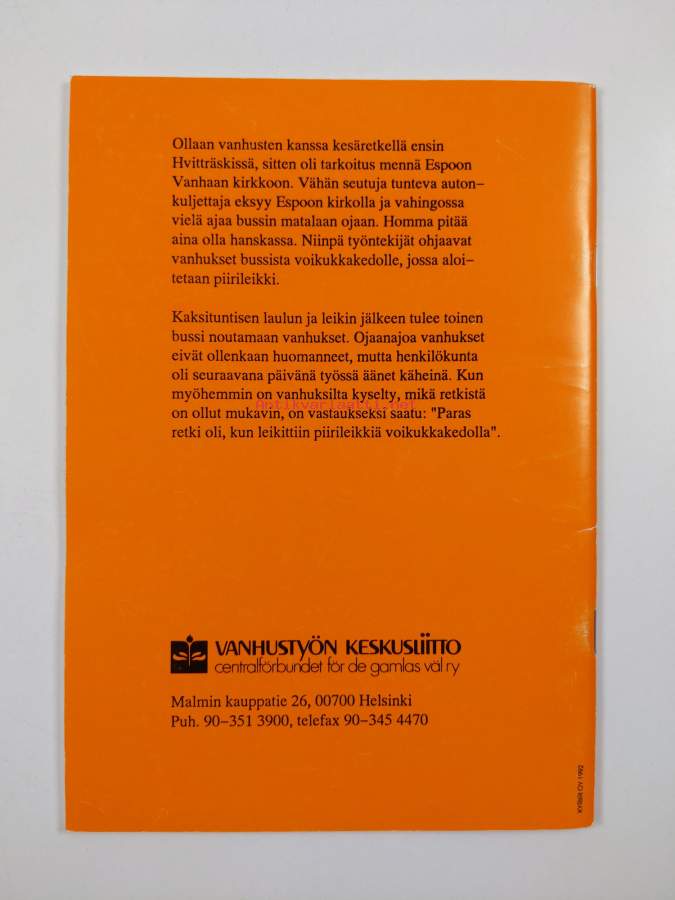 Ollaan vanhusten kanssa kesäretkellä ensin
Hvitträskissä, sitten oli tarkoitus mennä Espoon
Vanhaan kirkkoon. Vähän seutuja tunteva auton–
kuljettaja eksyy Espoon kirkolla ja vahingossa
vielä ajaa bussin matalaan ojaan. Homma pitää
aina olla hanskassa. Niinpä työntekijät ohjaavat
vanhukset bussista voikukkakedolle, jossa aloi–
tetaan piirileikki.
Kaksituntisen laulun ja leikin jälkeen tulee toinen
bussi noutamaan vanhukset. Ojaanajoa vanhukset
eivät ollenkaan huomanneet, mutta henkilökunta
oli seuraavana päivänä työssä äänet käheinä. Kun
myöhemmin on vanhuksilta kyselty, mikä retkistä
Antikvariaatti.net
on ollut mukavin, on vastaukseksi saatu: "Paras
retki oli, kun leikittiin piirileikkiä voikukkakedolla".
VANHUSTYÖN KESKUSLIITTO
centralförbundet för de gamlas väl ry
Malmin kauppatie 26, 00700 Helsinki
Puh. 90–351 3900, telefax 90–345 4470
OY 1992